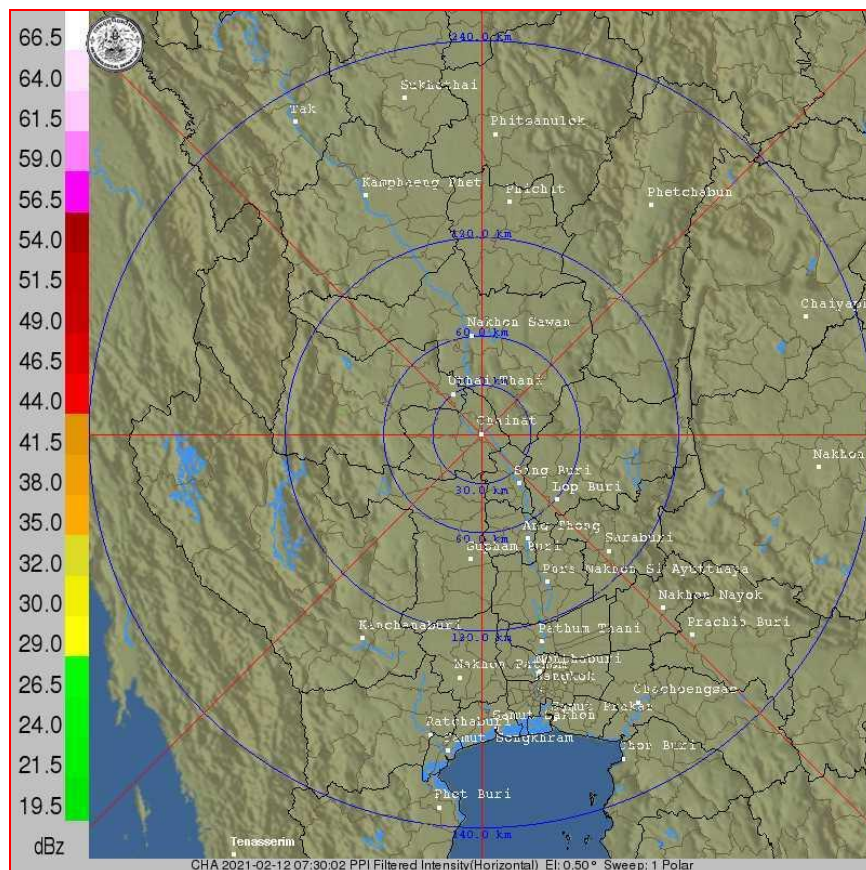 66.5
64.0
61.5
59.0
56.5
54.0
51.5
49.0
46.5
44.0
41.5
38.0
35.0
32.0
30.0
29.0
26.5
24.0
21.5
19.5
dBz
240.0 km
Sukhothai
Tak
Phitsanulok
Kamphaeng Phet
Phichit
Phetchabun
120.0 km
Chaiyaph
Nakhon Sawan
60.0 km
Uthai Thani
Chainat
Nakhon
Sing Buri
30.0 km
Lop Buri
Ang Thong
60.0 km
Suphan Buri
Saraburi
Pora Nakhon Si Ayutthaya
Nakhon Nayok
Kanchanaburi
120.0 km
Pathum Thani
Prachin Buri
Nakhon Pathom
Nonthaburi
Bangkok
Chachoengsao
Samut Prakan
Samut Sakhon
Ratchaburi
Samut Songkhram
Chon Buri
Phet Buri
240.0 km
Tenasserim
CHA 2021-02-12 07:30:02 PPI Filtered Intensity(Horizontal) El: 0.50° Sweep: 1 Polar